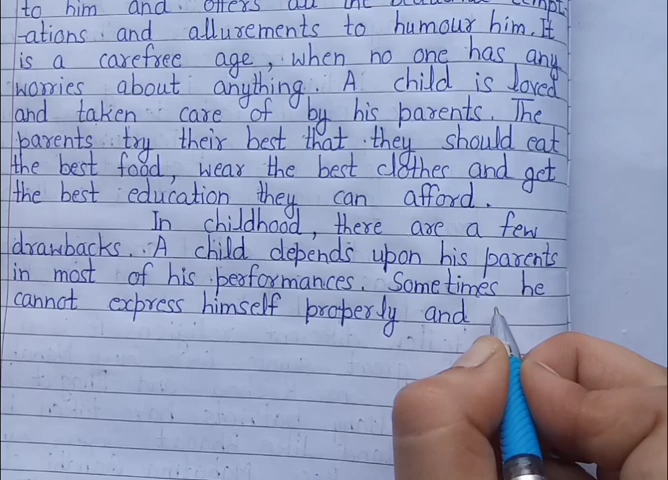 to him and offers all the tempt
-ations and allurements to humour him. It
is a carefree age, when no one has any
worries about anything. A child is loved
and taken care of by his parents. The
parents try their best that they should eat
the best food, wear the best clothes and get
the best education they can afford.
In childhood, there are a few
drawbacks. A child depends upon his parents
in most of his performances. Sometimes he
cannot express himself properly and